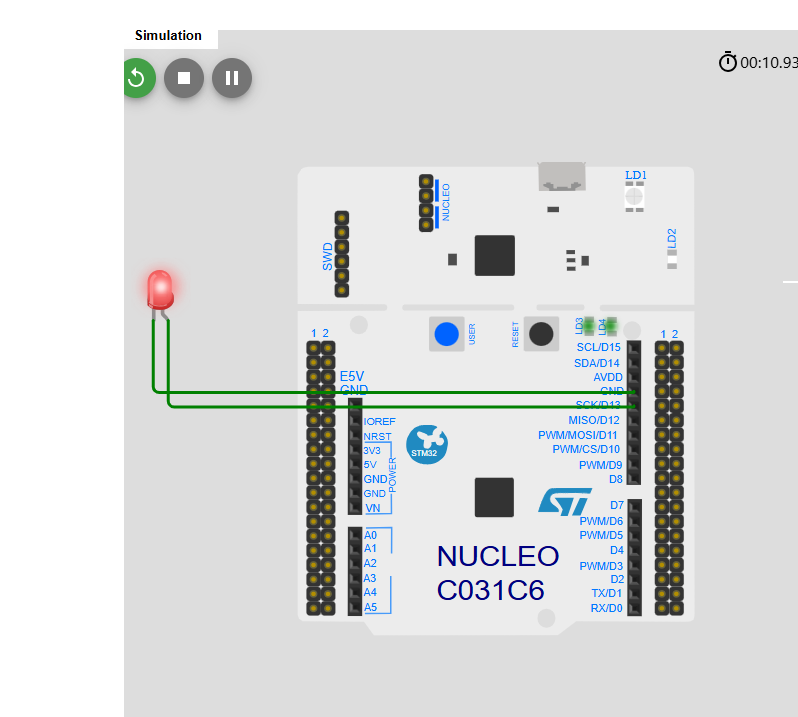 Simulation
00:10.93
LD1
NUCLEO
LD2
SWD
LD3
LD4
USER
RESET
1 2
1 2
SCL/D15
SDA/D14
AVDD
GND
SCK/D13
MISO/D12
PWM/MOSI/D11
PWM/CS/D10
PWM/D9
D8
E5V
GND
IOREF
NRST
3V3
5V
GND
GND
VN
POWER
STM32
A0
A1
A2
A3
A4
A5
D7
PWM/D6
PWM/D5
D4
PWM/D3
D2
TX/D1
RX/D0
ST
NUCLEO
C031C6